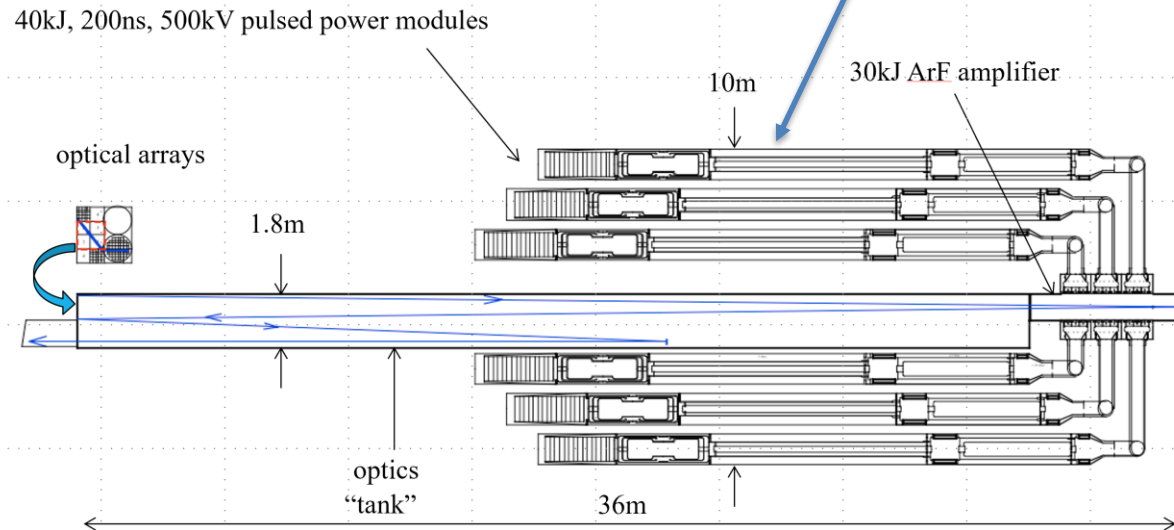 40kJ, 200ns, 500kV pulsed power modules
10m
30kJ ArF amplifier
optical arrays
1.8m
optics
“tank”
36m